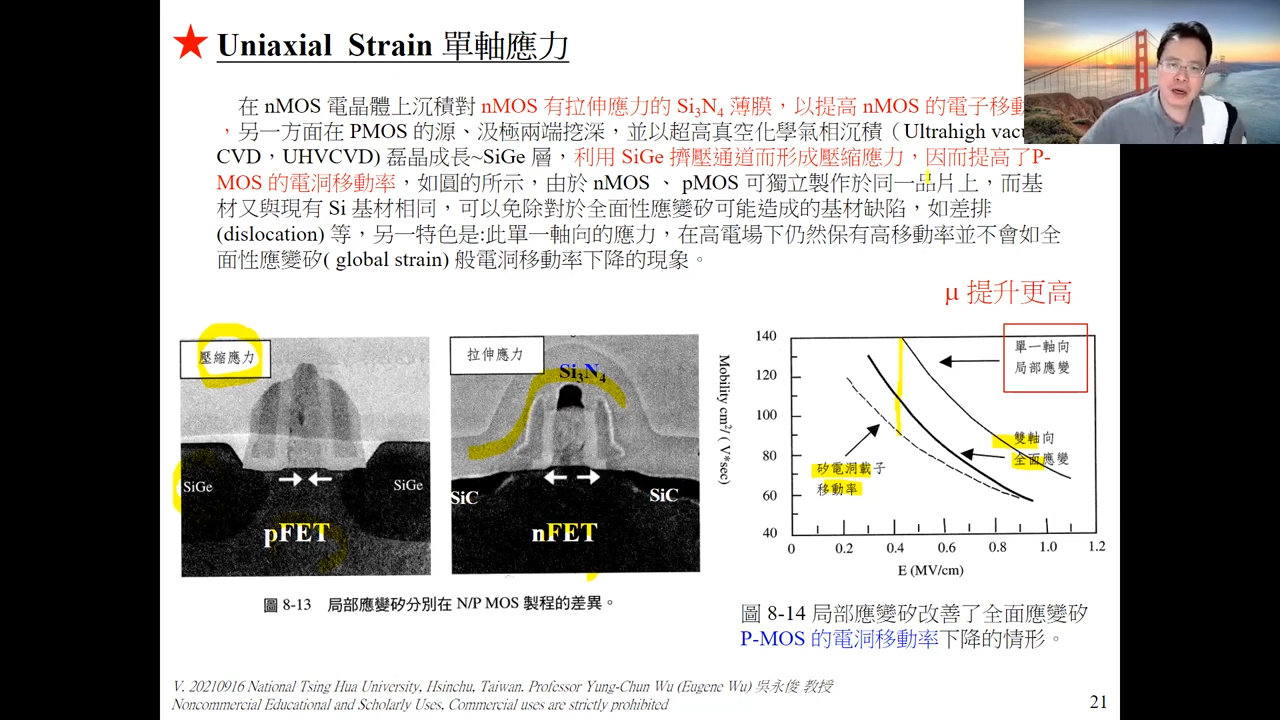 ★ Uniaxial Strain 單軸應力
在 nMOS 電晶體上沉積對 nMOS 有拉伸應力的 Si3N4 薄膜，以提高 nMOS 的電子移動
，另一方面在 PMOS 的源、汲極兩端挖深，並以超高真空化學氣相沉積（Ultrahigh
CVD，UHVCVD) 磊晶成長~SiGe 層，利用 SiGe 擠壓通道而形成壓縮應力，因而提高了P-
MOS 的電洞移動率，如圓的所示，由於 nMOS 、 pMOS 可獨立製作於同一晶片上，而基
材又與現有 Si 基材相同，可以免除對於全面性應變矽可能造成的基材缺陷，如差排
(dislocation) 等，另一特色是:此單一軸向的應力，在高電場下仍然保有高移動率並不會如全
面性應變矽( global strain) 般電洞移動率下降的現象。
μ 提升更高
壓縮應力
SiGe
SiGe
pFET
拉伸應力
Si3N4
SiC
SiC
nFET
圖 8-13 局部應變矽分別在 N/P MOS 製程的差異。
Mobility cm²/ ( V*sec)
140
120
100
80
60
40
0
0.2
0.4
0.6
0.8
1.0
1.2
E (MV/cm)
單一軸向
局部應變
雙軸向
全面應變
矽電洞載子
移動率
圖 8-14 局部應變矽改善了全面應變矽
P-MOS 的電洞移動率下降的情形。
V. 20210916 National Tsing Hua University, Hsinchu, Taiwan. Professor Yung-Chun Wu (Eugene Wu) 吳永俊 教授
Noncommercial Educational and Scholarly Uses, Commercial uses are strictly prohibited
21